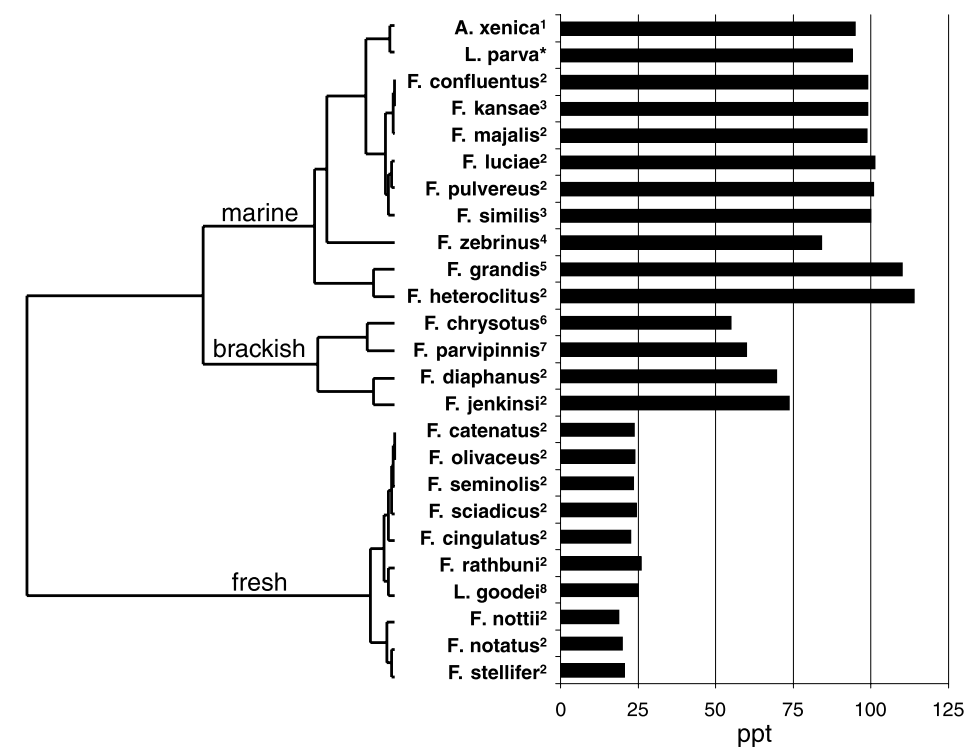 A. xenica¹
L. parva*
F. confluentus²
F. kansae³
F. majalis²
F. luciae²
F. pulvereus²
marine
F. similis³
F. zebrinus⁴
F. grandis⁵
F. heteroclitus²
F. chrysotus⁶
brackish
F. parvipinnis⁷
F. diaphanus²
F. jenkinsi²
F. catenatus²
F. olivaceus²
F. seminolis²
F. sciadicus²
F. cingulatus²
F. rathbuni²
fresh
L. goodei⁸
F. nottii²
F. notatus²
F. stellifer²
0 25 50 75 100 125
ppt